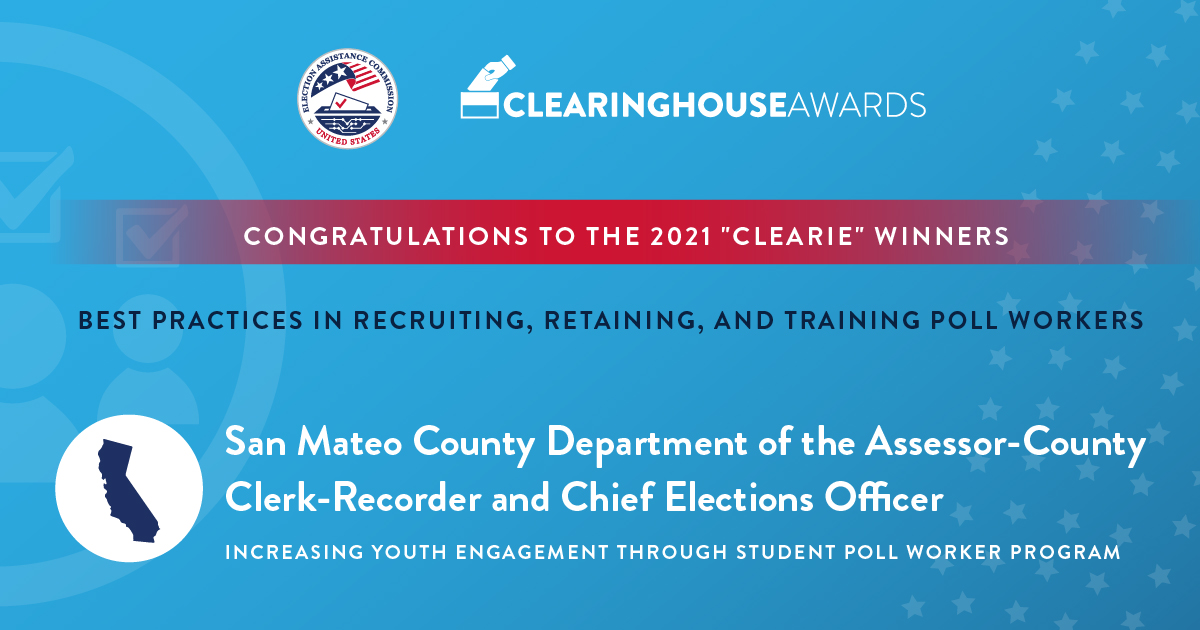 ELECTION ASSISTANCE COMMISSION
UNITED STATES
CLEARINGHOUSEAWARDS
CONGRATULATIONS TO THE 2021 "CLEARIE" WINNERS
BEST PRACTICES IN RECRUITING, RETAINING, AND TRAINING POLL WORKERS
San Mateo County Department of the Assessor-County
Clerk-Recorder and Chief Elections Officer
INCREASING YOUTH ENGAGEMENT THROUGH STUDENT POLL WORKER PROGRAM